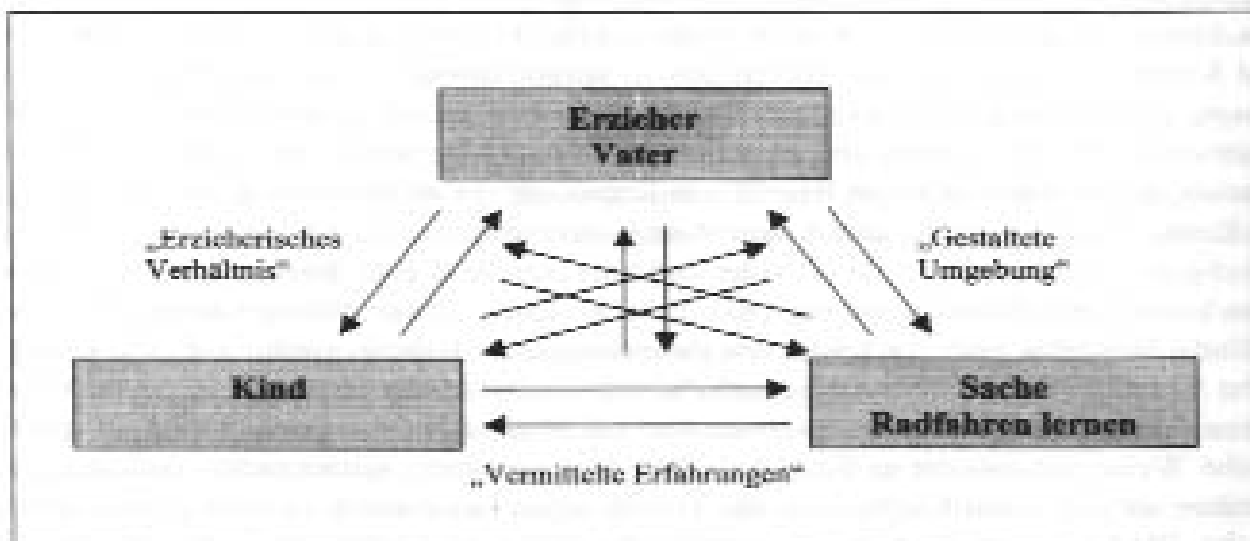 Erzieher
Vater
„Erzieherisches
Verhältnis“
„Gestaltete
Umgebung“
Kind
Sache
Radfahren lernen
„Vermittelte Erfahrungen“